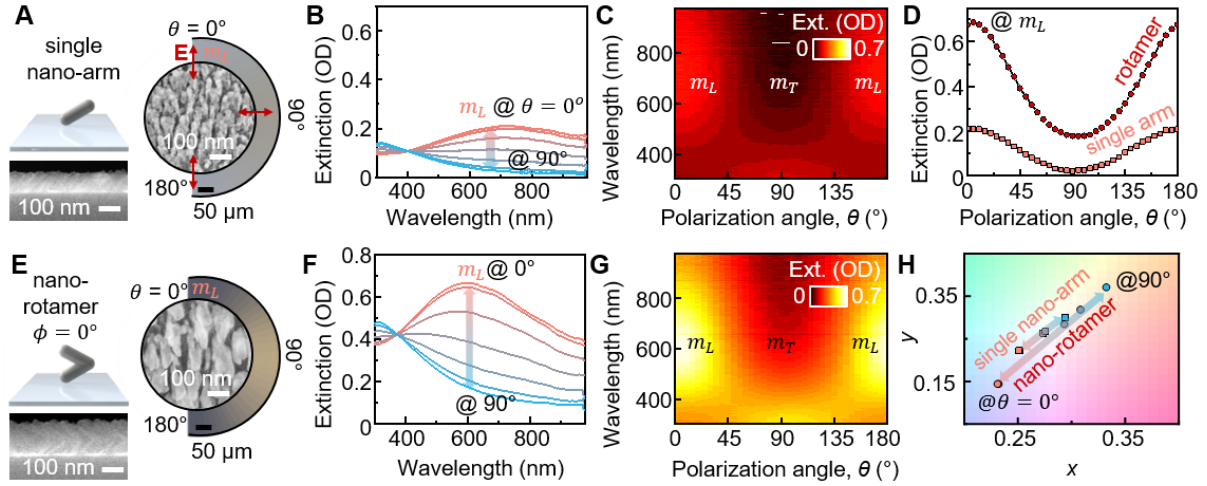 A
single
nano-arm
100 nm
θ = 0°
E
m_L
90°
100 nm
180°
50 µm
B
Extinction (OD)
0.6
0.4
0.2
0
m_L @ θ = 0°
@ 90°
400 600 800
Wavelength (nm)
C
Wavelength (nm)
800
600
400
Ext. (OD)
0 0.7
m_L m_T m_L
0 45 90 135 180
Polarization angle, θ (°)
D
Extinction (OD)
0.6
0.4
0.2
0.0
@ m_L
rotamer
single arm
0 45 90 135 180
Polarization angle, θ (°)
E
nano-
rotamer
ϕ = 0°
100 nm
θ = 0°
m_L
90°
100 nm
180°
50 µm
F
Extinction (OD)
0.8
0.6
0.4
0.2
0.0
m_L @ 0°
@ 90°
400 600 800
Wavelength (nm)
G
Wavelength (nm)
800
600
400
Ext. (OD)
0 0.7
m_L m_T m_L
0 45 90 135 180
Polarization angle, θ (°)
H
y
0.35
0.15
@90°
single nano-arm
nano-rotamer
@θ = 0°
0.25 0.35
x